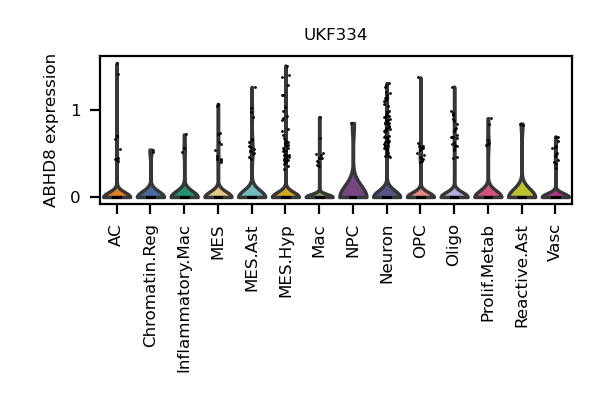 UKF334
ABHD8 expression
1
0
AC
Chromatin.Reg
Inflammatory.Mac
MES
MES.Ast
MES.Hyp
Mac
NPC
Neuron
OPC
Oligo
Prolif.Metab
Reactive.Ast
Vasc